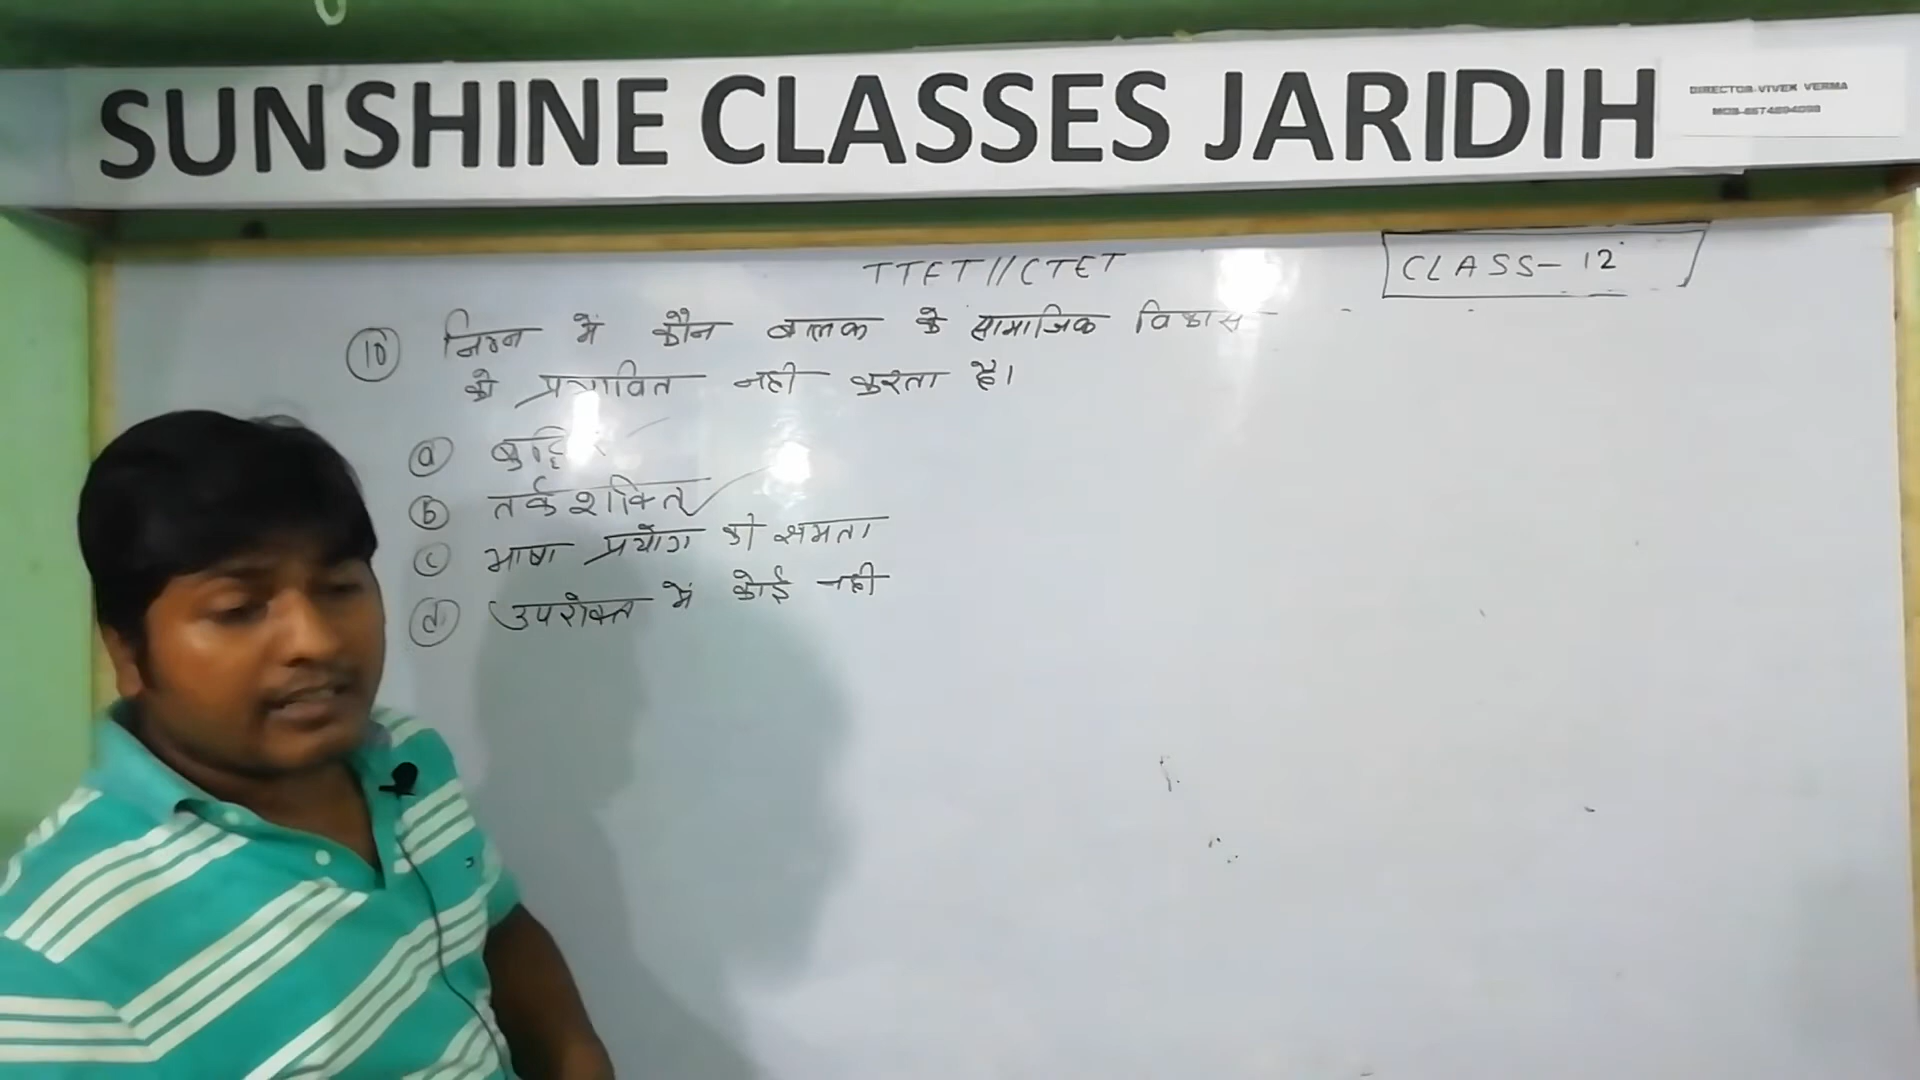 SUNSHINE CLASSES JARIDIH
DIRECTOR-VIVEK VERMA
TTET//CTET
CLASS-12
10 निम्न में कौन बालक के सामाजिक विकास
को प्रभावित नही करता है।
a बुद्धि
b तर्कशक्ति
c भाषा प्रयोग की क्षमता
d उपरोक्त में कोई नही